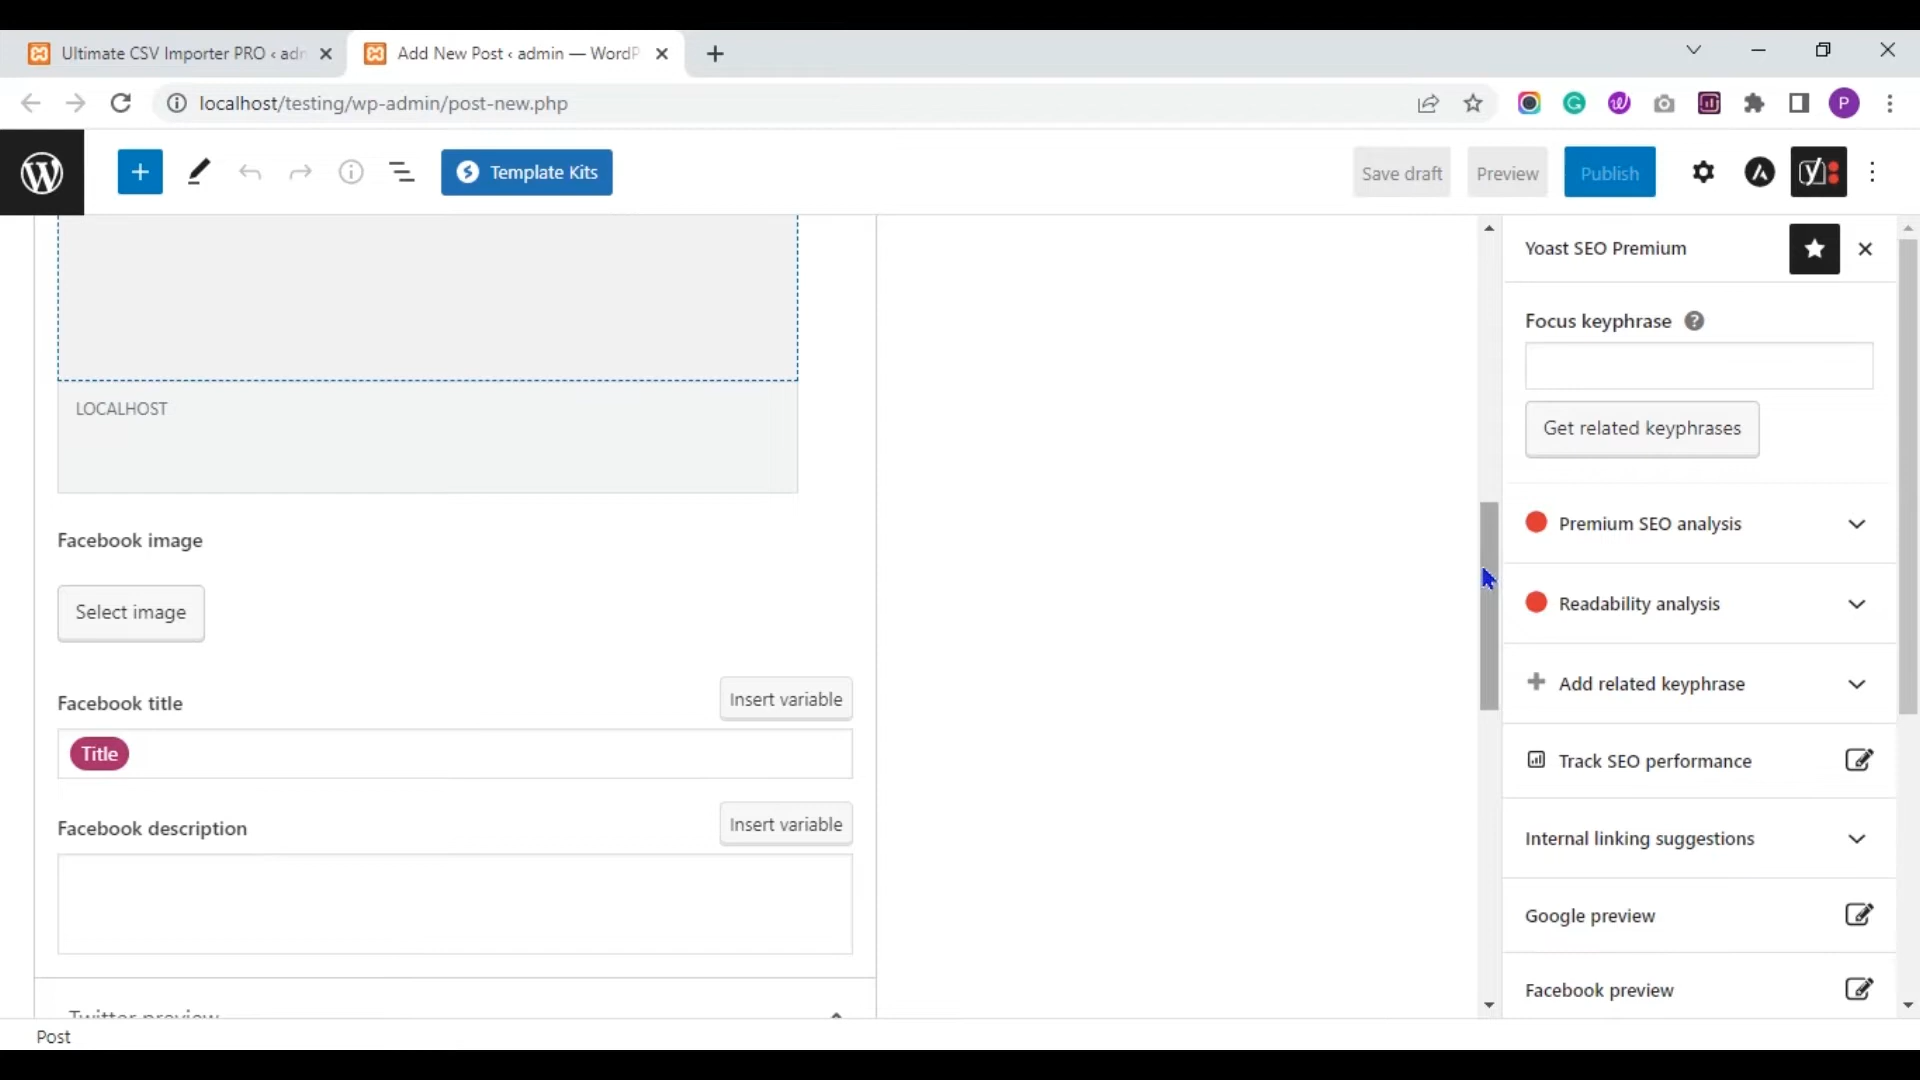 Ultimate CSV Importer PRO ‹ adn
Add New Post ‹ admin — WordP
localhost/testing/wp-admin/post-new.php
P
Template Kits
Save draft
Preview
Publish
LOCALHOST
Facebook image
Select image
Facebook title
Insert variable
Title
Facebook description
Insert variable
Twitter preview
Post
Yoast SEO Premium
Focus keyphrase
Get related keyphrases
Premium SEO analysis
Readability analysis
Add related keyphrase
Track SEO performance
Internal linking suggestions
Google preview
Facebook preview